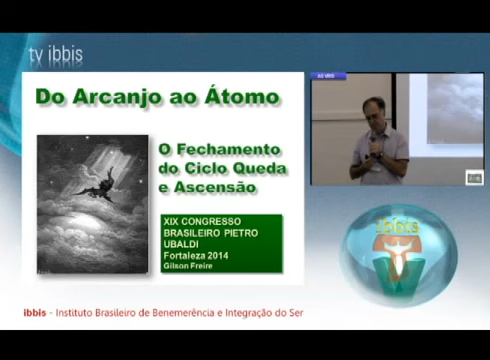 tv ibbis
Do Arcanjo ao Átomo
O Fechamento
do Ciclo Queda
e Ascensão
XIX CONGRESSO
BRASILEIRO PIETRO
UBALDI
Fortaleza 2014
Gilson Freire
AO VIVO
ibbis
ibbis - Instituto Brasileiro de Benemerência e Integração do Ser